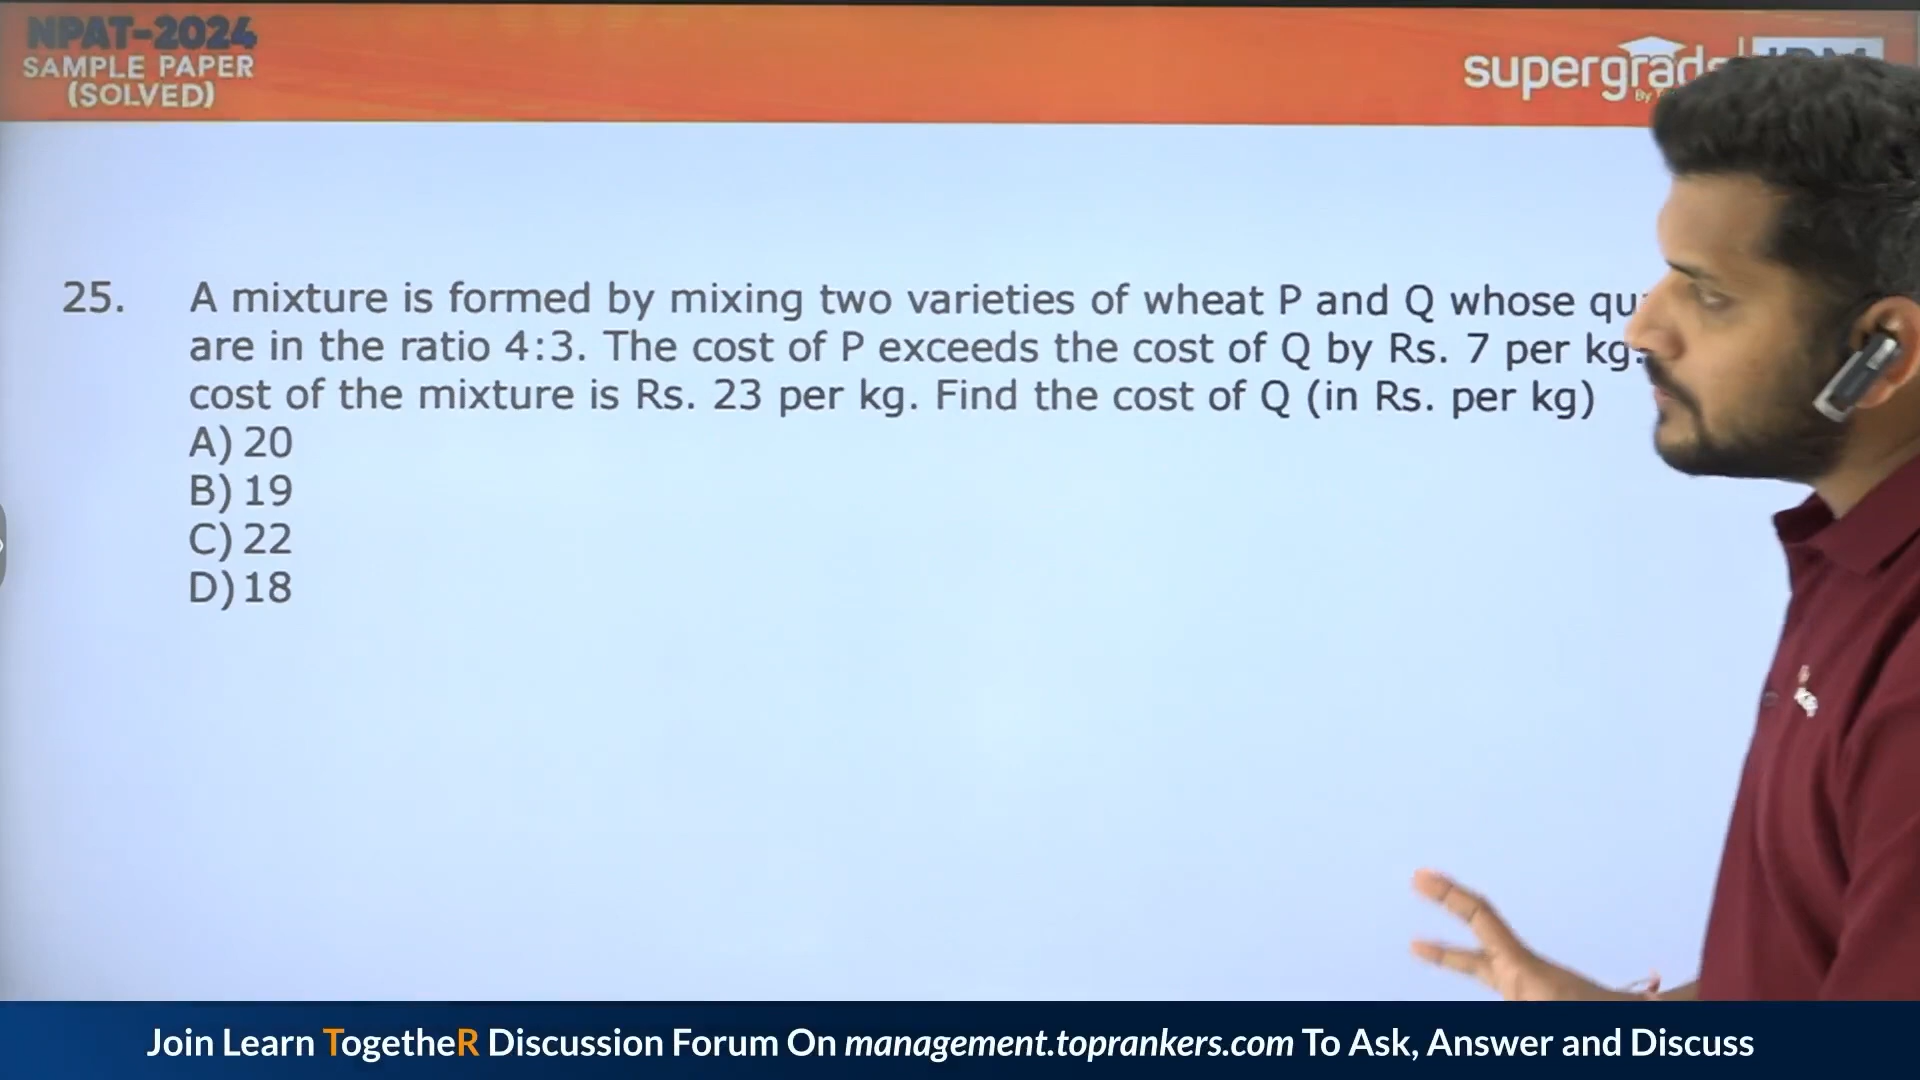 NPAT-2024
SAMPLE PAPER
(SOLVED)
supergrads
By
25. A mixture is formed by mixing two varieties of wheat P and Q whose
are in the ratio 4:3. The cost of P exceeds the cost of Q by Rs. 7 per kg.
cost of the mixture is Rs. 23 per kg. Find the cost of Q (in Rs. per kg)
A) 20
B) 19
C) 22
D) 18
Join Learn TogetheR Discussion Forum On management.toprankers.com To Ask, Answer and Discuss